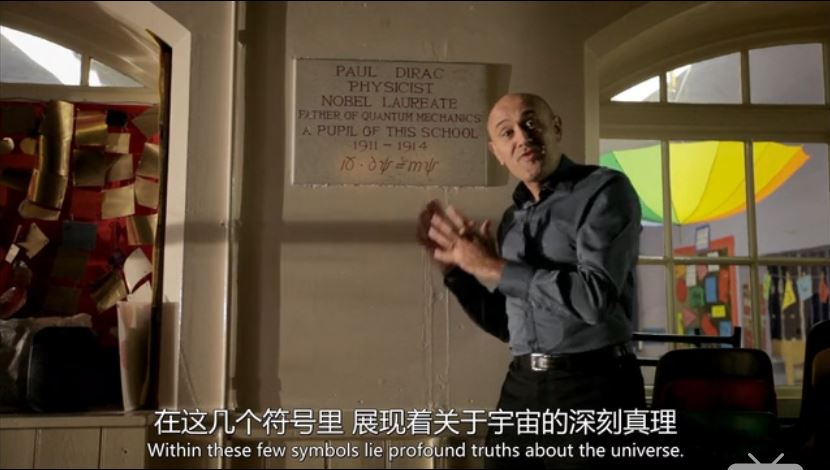 PAUL DIRAC
PHYSICIST
NOBEL LAUREATE
FATHER OF QUANTUM MECHANICS
A PUPIL OF THIS SCHOOL
1911 - 1914
iγ·∂ψ=mψ
在这几个符号里 展现着关于宇宙的深刻真理
Within these few symbols lie profound truths about the universe.